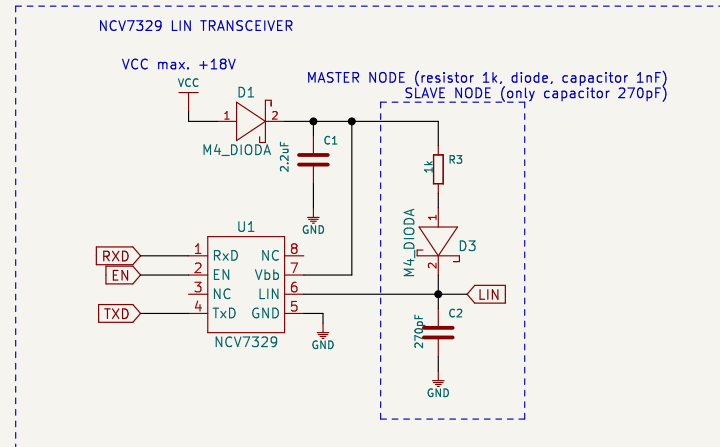 NCV7329 LIN TRANSCEIVER
VCC max. +18V
MASTER NODE (resistor 1k, diode, capacitor 1nF)
SLAVE NODE (only capacitor 270pF)
VCC
D1
1
2
M4_DIODA
C1
2.2uF
GND
R3
1k
1
M4_DIODA
D3
2
U1
RXD
1
RxD
NC
8
EN
2
EN
Vbb
7
3
NC
LIN
6
LIN
TXD
4
TxD
GND
5
NCV7329
GND
C2
270pF
GND